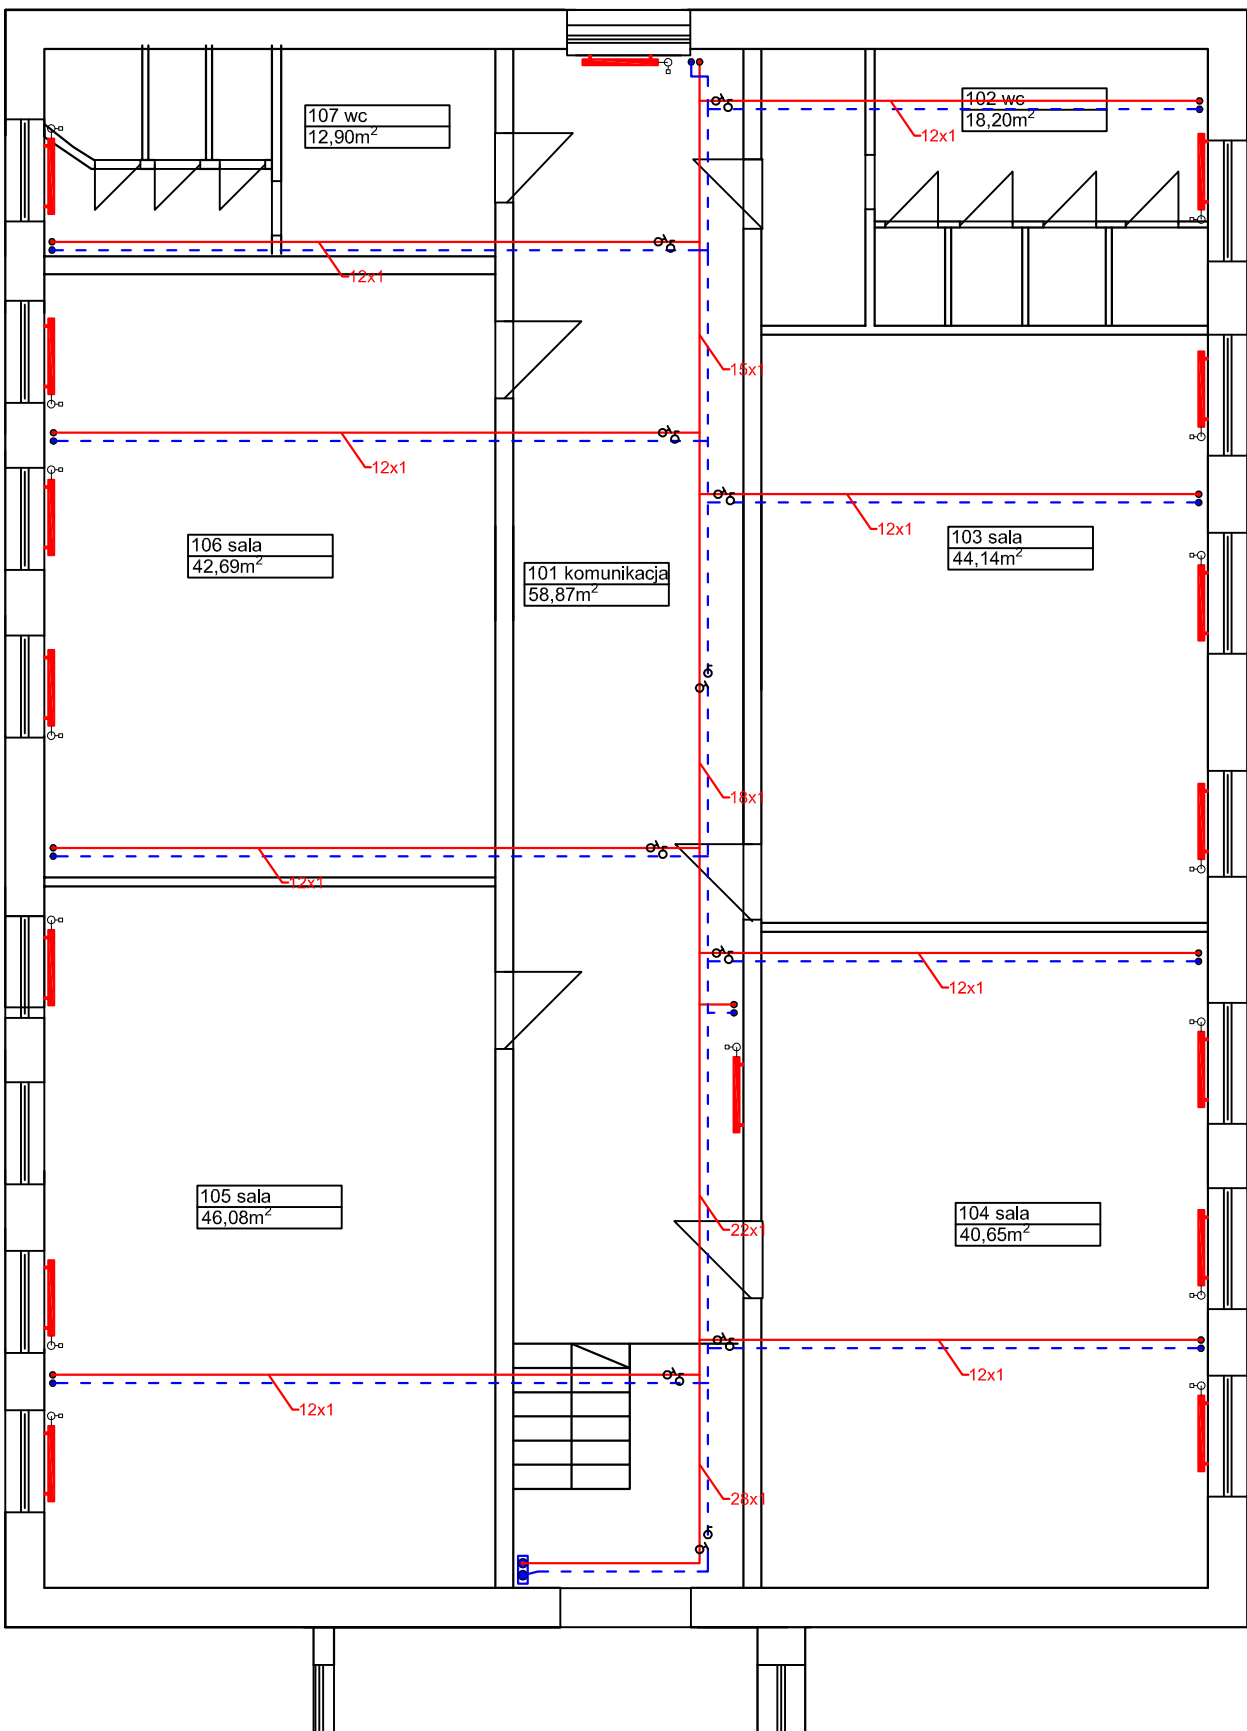 107 wc
12,90m²
102 wc
18,20m²
12x1
12x1
15x1
12x1
12x1
106 sala
42,69m²
101 komunikacja
58,87m²
103 sala
44,14m²
18x1
12x1
12x1
105 sala
46,08m²
104 sala
40,65m²
22x1
12x1
12x1
28x1